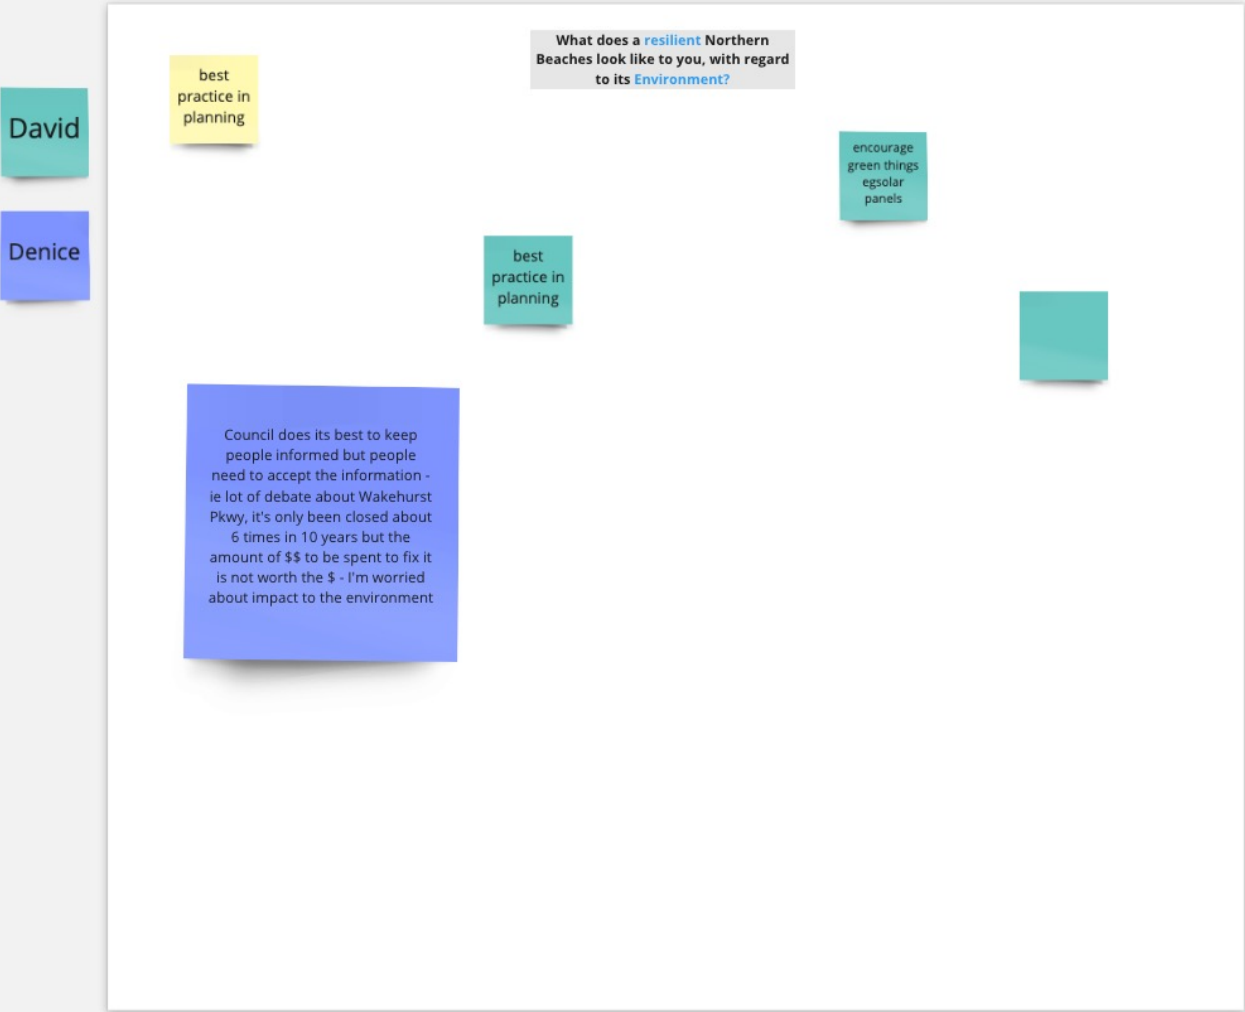 What does a resilient Northern
Beaches look like to you, with regard
to its Environment?
best
practice in
planning
David
encourage
green things
egsolar
panels
Denice
best
practice in
planning
Council does its best to keep
people informed but people
need to accept the information -
ie lot of debate about Wakehurst
Pkwy, it's only been closed about
6 times in 10 years but the
amount of $$ to be spent to fix it
is not worth the $ - I'm worried
about impact to the environment